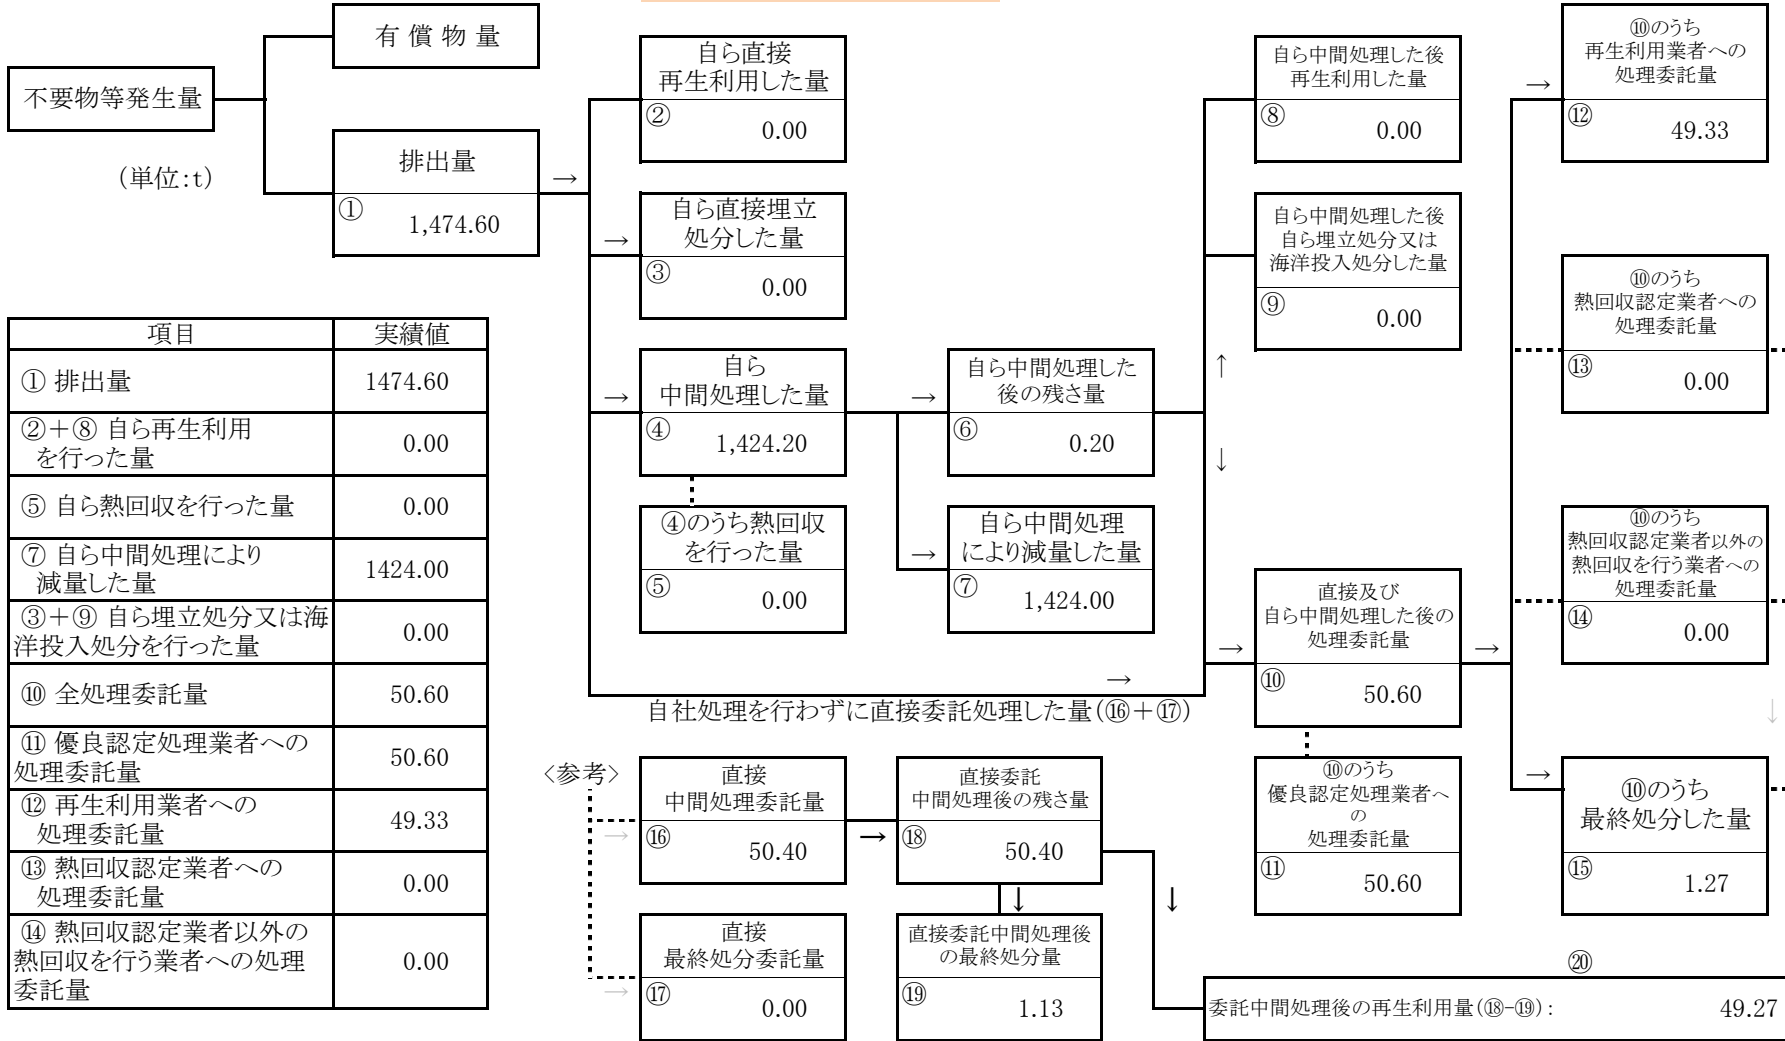 不要物等発生量
有償物量
(単位:t)
排出量
①
1,474.60
→
自ら直接
再生利用した量
②
0.00
→
自ら直接埋立
処分した量
③
0.00
→
自ら
中間処理した量
④
1,424.20
④のうち熱回収
を行った量
⑤
0.00
→
自ら中間処理した
後の残さ量
⑥
0.20
→
自ら中間処理
により減量した量
⑦
1,424.00
↑
↓
自ら中間処理した後
再生利用した量
⑧
0.00
自ら中間処理した後
自ら埋立処分又は
海洋投入処分した量
⑨
0.00
→
自社処理を行わずに直接委託処理した量(⑯+⑰)
→
直接及び
自ら中間処理した後の
処理委託量
⑩
50.60
→
⑩のうち
優良認定処理業者へ
の
処理委託量
⑪
50.60
→
⑩のうち
再生利用業者への
処理委託量
⑫
49.33
⑩のうち
熱回収認定業者への
処理委託量
⑬
0.00
⑩のうち
熱回収認定業者以外の
熱回収を行う業者への
処理委託量
⑭
0.00
↓
→
⑩のうち
最終処分した量
⑮
1.27
〈参考〉
→
直接
中間処理委託量
⑯
50.40
→
直接委託
中間処理後の残さ量
⑱
50.40
→
直接
最終処分委託量
⑰
0.00
↓
直接委託中間処理後
の最終処分量
⑲
1.13
↓
⑳
委託中間処理後の再生利用量(⑱-⑲): 49.27
項目 実績値
① 排出量 1474.60
②+⑧ 自ら再生利用
を行った量 0.00
⑤ 自ら熱回収を行った量 0.00
⑦ 自ら中間処理により
減量した量 1424.00
③+⑨ 自ら埋立処分又は海
洋投入処分を行った量 0.00
⑩ 全処理委託量 50.60
⑪ 優良認定処理業者への
処理委託量 50.60
⑫ 再生利用業者への
処理委託量 49.33
⑬ 熱回収認定業者への
処理委託量 0.00
⑭ 熱回収認定業者以外の
熱回収を行う業者への処理
委託量 0.00